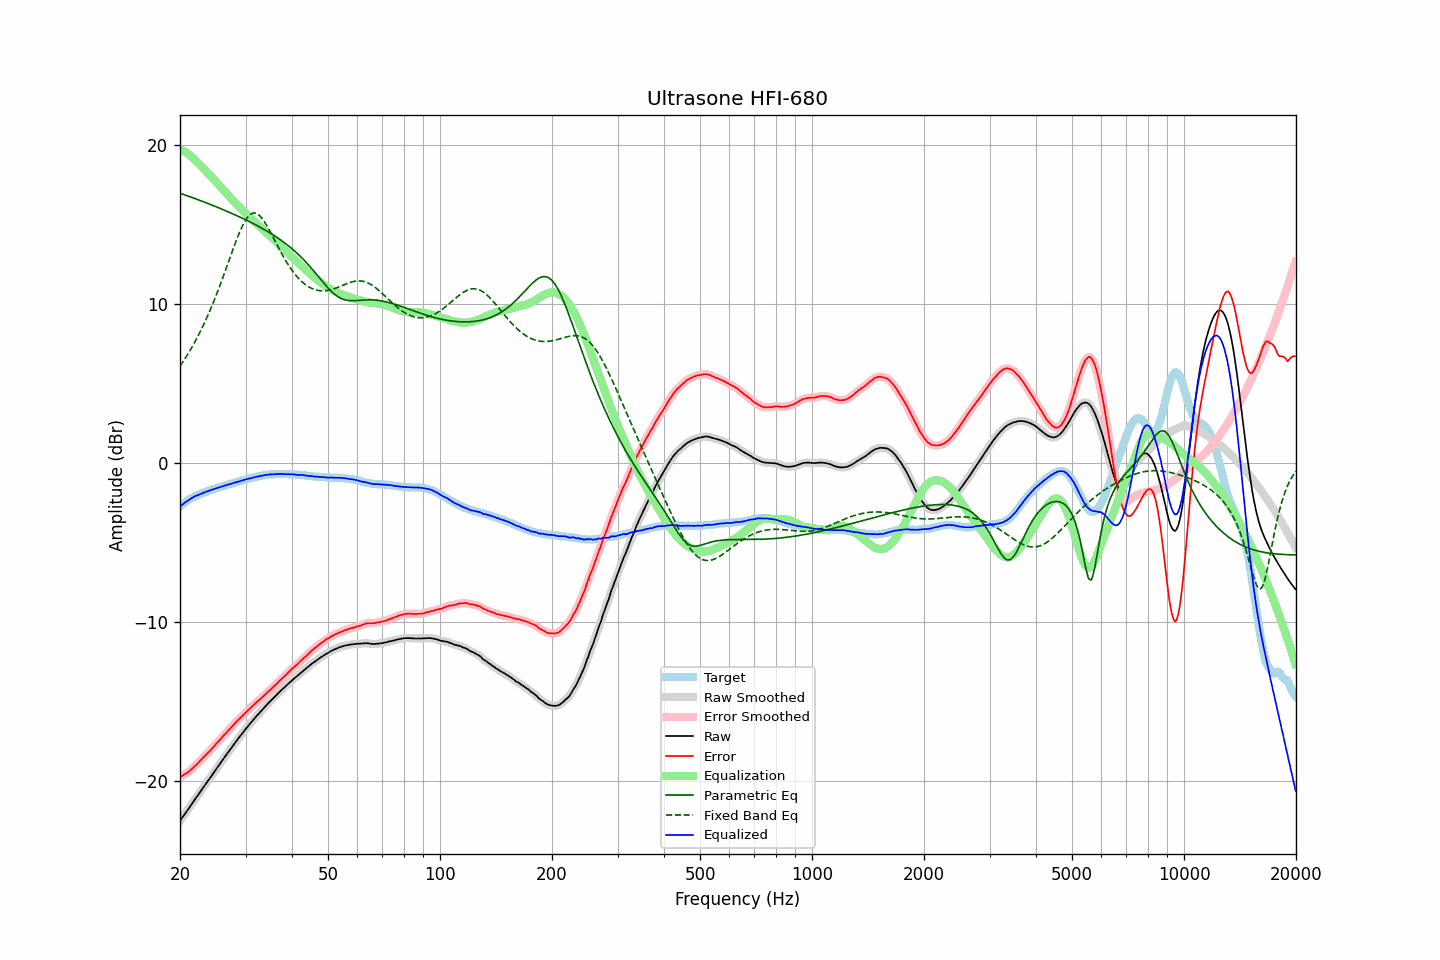 Ultrasone HFI-680
Amplitude (dBr)
20
10
0
−10
−20
Target
Raw Smoothed
Error Smoothed
Raw
Error
Equalization
Parametric Eq
Fixed Band Eq
Equalized
20 50 100 200 500 1000 2000 5000 10000 20000
Frequency (Hz)